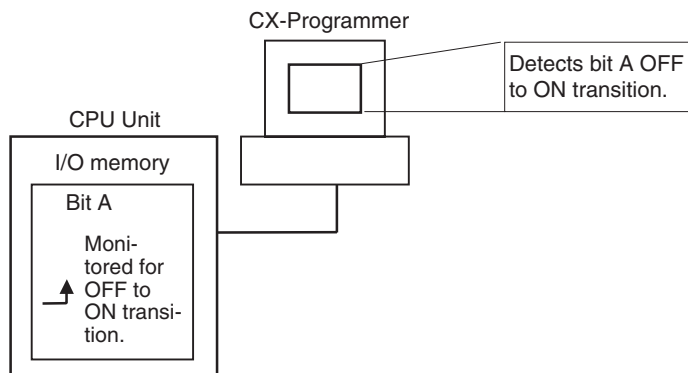 CX-Programmer
Detects bit A OFF
to ON transition.
CPU Unit
I/O memory
Bit A
Moni-
tored for
OFF to
ON transi-
tion.